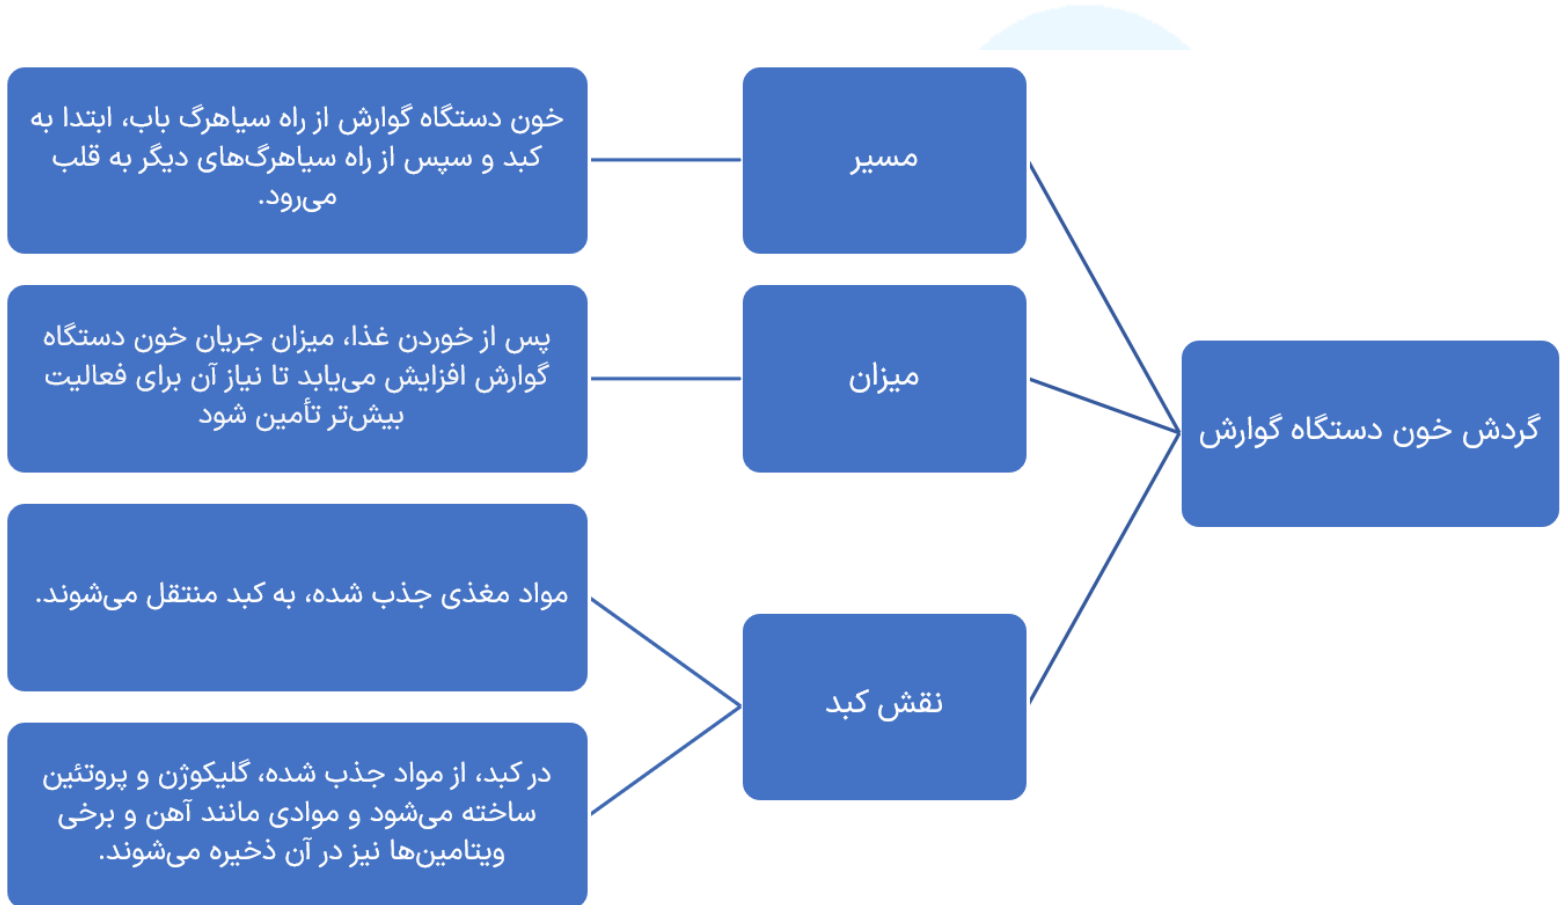 گردش خون دستگاه گوارش
مسیر
خون دستگاه گوارش از راه سیاهرگ باب، ابتدا به
کبد و سپس از راه سیاهرگ‌های دیگر به قلب
می‌رود.
میزان
پس از خوردن غذا، میزان جریان خون دستگاه
گوارش افزایش می‌یابد تا نیاز آن برای فعالیت
بیش‌تر تأمین شود
نقش کبد
مواد مغذی جذب شده، به کبد منتقل می‌شوند.
در کبد، از مواد جذب شده، گلیکوژن و پروتئین
ساخته می‌شود و موادی مانند آهن و برخی
ویتامین‌ها نیز در آن ذخیره می‌شوند.